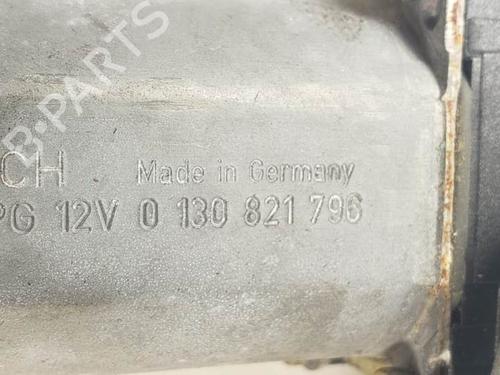 CH Made in Germany
PG 12V 0 130 821 796
B-PARTS